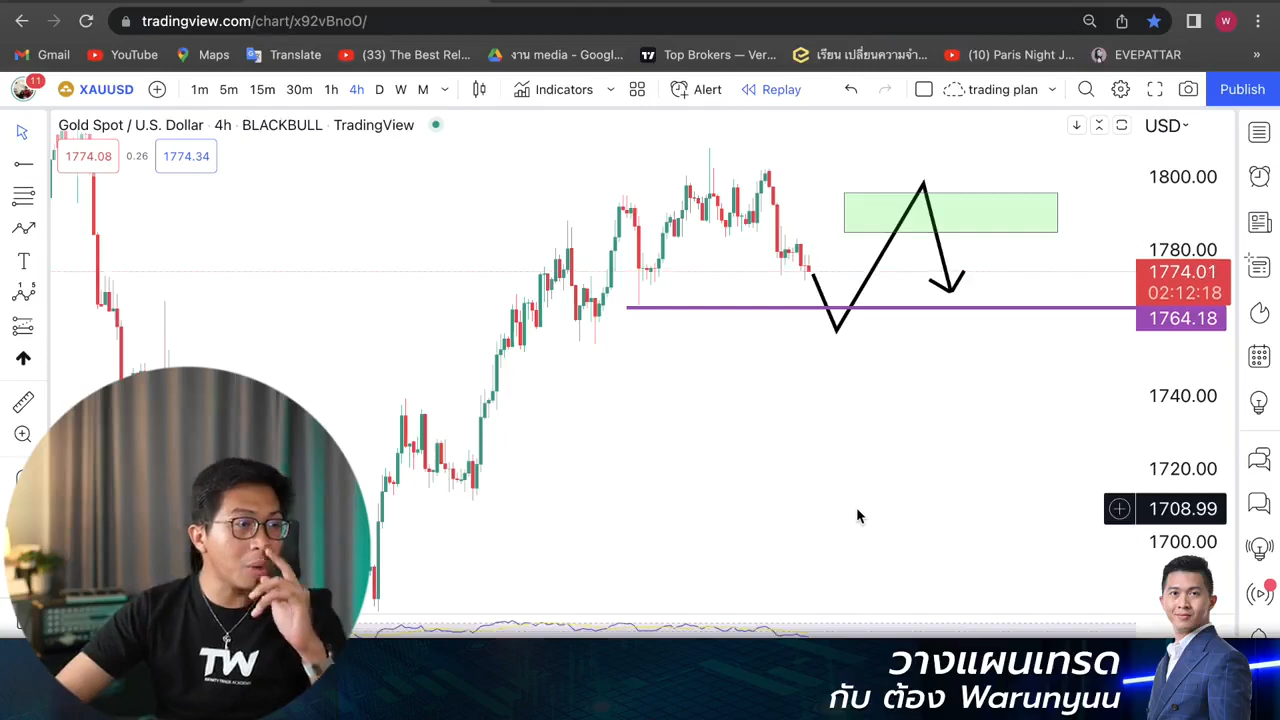 tradingview.com/chart/x92vBnoO/
W
Gmail
YouTube
Maps
Translate
(33) The Best Rel...
งาน media - Googl...
Top Brokers — Ver...
เรียน เปลี่ยนความจำ...
(10) Paris Night J...
EVEPATTAR
»
11
XAUUSD
1m 5m 15m 30m 1h 4h D W M
Indicators
Alert
Replay
trading plan
Publish
Gold Spot / U.S. Dollar · 4h · BLACKBULL · TradingView
USD
1774.08
0.26
1774.34
1800.00
1780.00
1774.01
02:12:18
1764.18
1740.00
1720.00
1708.99
1700.00
TW
INFINITY TRADE ACADEMY
วางแผนเทรด
กับ ต้อง Warunyuu